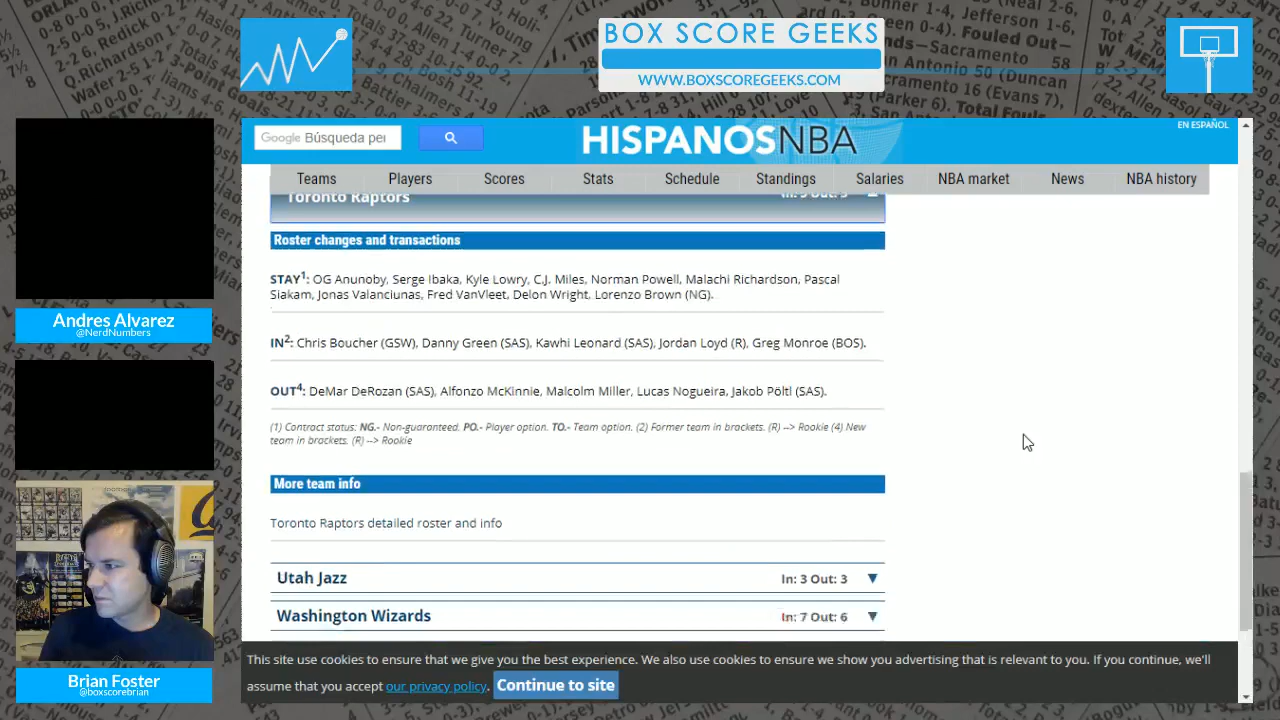 BOX SCORE GEEKS
WWW.BOXSCOREGEEKS.COM
Andres Alvarez
@NerdNumbers
Brian Foster
@boxscorebrian
Google Búsqueda pe
HISPANOSNBA
EN ESPAÑOL
Teams Players Scores Stats Schedule Standings Salaries NBA market News NBA history
Toronto Raptors
Roster changes and transactions
STAY1: OG Anunoby, Serge Ibaka, Kyle Lowry, C.J. Miles, Norman Powell, Malachi Richardson, Pascal
Siakam, Jonas Valanciunas, Fred VanVleet, Delon Wright, Lorenzo Brown (NG).
IN2: Chris Boucher (GSW), Danny Green (SAS), Kawhi Leonard (SAS), Jordan Loyd (R), Greg Monroe (BOS).
OUT4: DeMar DeRozan (SAS), Alfonzo McKinnie, Malcolm Miller, Lucas Nogueira, Jakob Pöltl (SAS).
(1) Contract status: NG.- Non-guaranteed. PO.- Player option. TO.- Team option. (2) Former team in brackets. (R) --> Rookie (4) New
team in brackets. (R) --> Rookie
More team info
Toronto Raptors detailed roster and info
Utah Jazz In: 3 Out: 3
Washington Wizards In: 7 Out: 6
This site use cookies to ensure that we give you the best experience. We also use cookies to ensure we show you advertising that is relevant to you. If you continue, we'll
assume that you accept our privacy policy. Continue to site